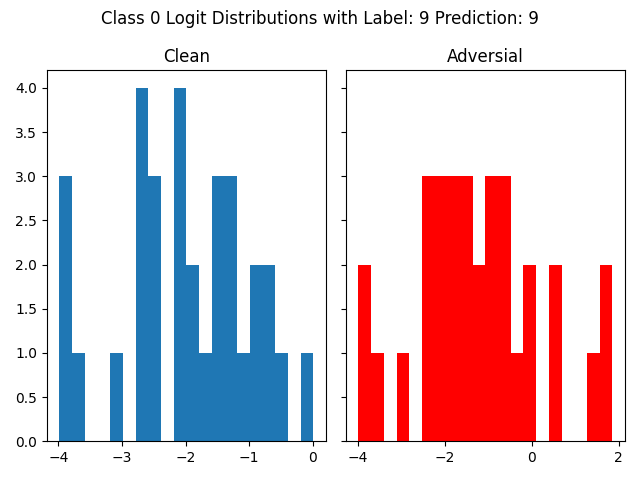 Class 0 Logit Distributions with Label: 9 Prediction: 9
Clean
Adversial
4.0
3.5
3.0
2.5
2.0
1.5
1.0
0.5
0.0
−4 −3 −2 −1 0
−4 −2 0 2